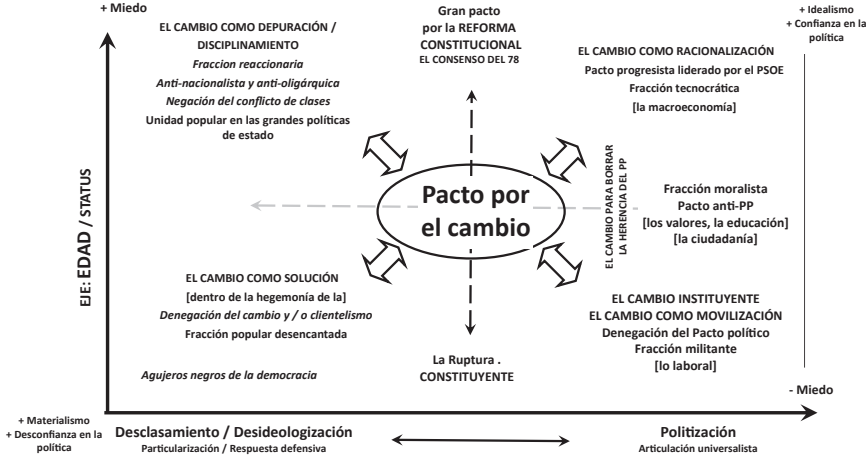 + Miedo
EL CAMBIO COMO DEPURACIÓN /
DISCIPLINAMIENTO
Fraccion reaccionaria
Anti-nacionalista y anti-oligárquica
Negación del conflicto de clases
Unidad popular en las grandes políticas
de estado
Gran pacto
por la REFORMA
CONSTITUCIONAL
EL CONSENSO DEL 78
+ Idealismo
+ Confianza en la
política
EL CAMBIO COMO RACIONALIZACIÓN
Pacto progresista liderado por el PSOE
Fracción tecnocrática
[la macroeconomía]
EJE: EDAD / STATUS
Pacto por
el cambio
EL CAMBIO PARA BORRAR
LA HERENCIA DEL PP
Fracción moralista
Pacto anti-PP
[los valores, la educación]
[la ciudadanía]
EL CAMBIO COMO SOLUCIÓN
[dentro de la hegemonía de la]
Denegación del cambio y / o clientelismo
Fracción popular desencantada
Agujeros negros de la democracia
La Ruptura .
CONSTITUYENTE
EL CAMBIO INSTITUYENTE
EL CAMBIO COMO MOVILIZACIÓN
Denegación del Pacto político
Fracción militante
[lo laboral]
- Miedo
+ Materialismo
+ Desconfianza en la
política
Desclasamiento / Desideologización
Particularización / Respuesta defensiva
Politización
Articulación universalista